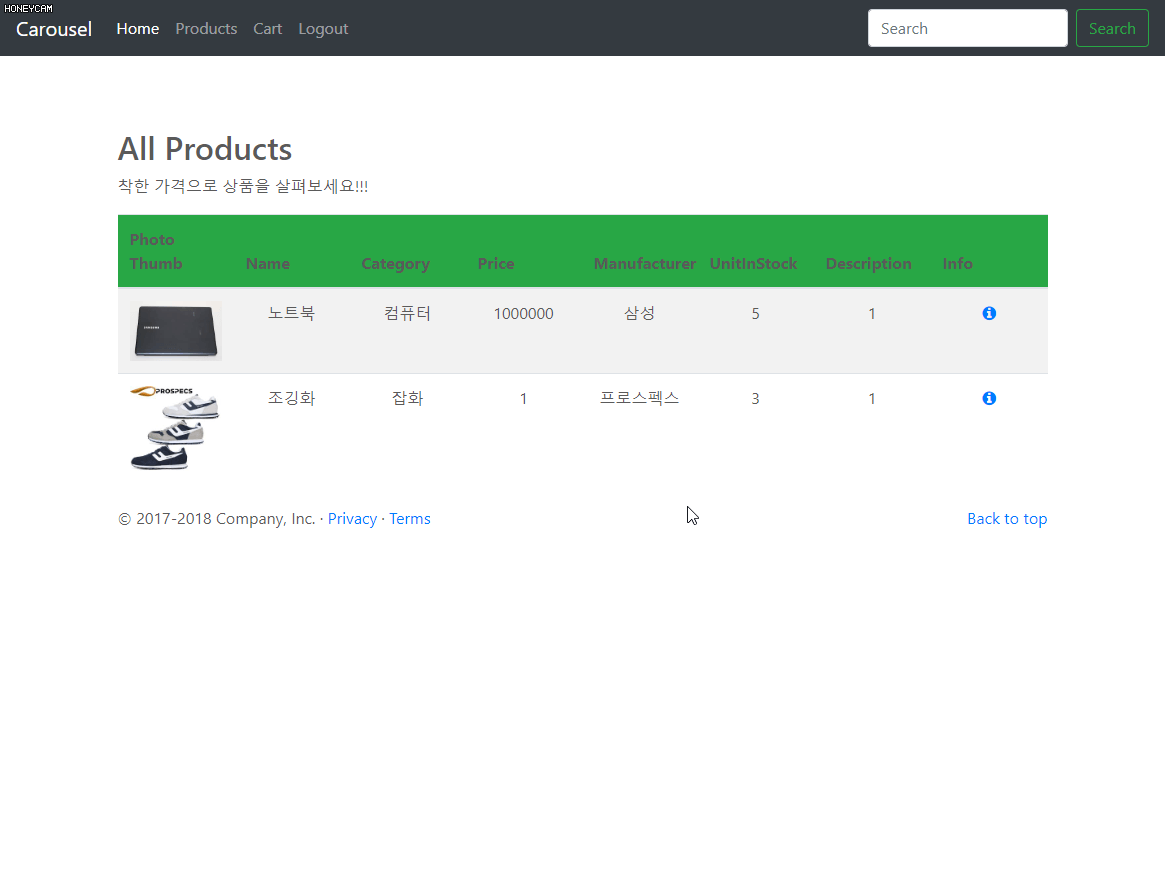 HONEYCAM
Carousel Home Products Cart Logout Search Search
All Products
착한 가격으로 상품을 살펴보세요!!!
Photo
Thumb Name Category Price Manufacturer UnitInStock Description Info
SAMSUNG 노트북 컴퓨터 1000000 삼성 5 1
PROSPECS 조깅화 잡화 1 프로스펙스 3 1
© 2017-2018 Company, Inc. · Privacy · Terms Back to top